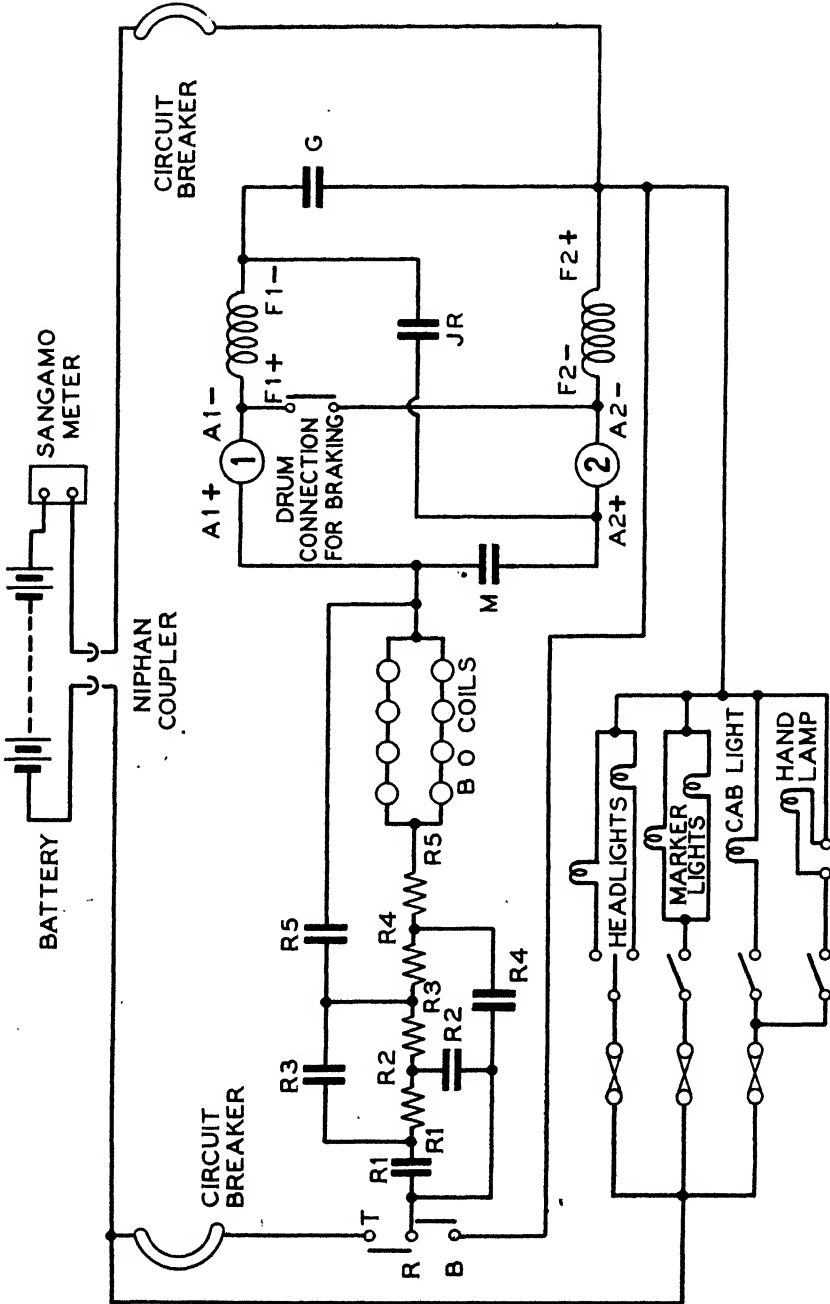 CIRCUIT
BREAKER
G
SANGAMO
METER
A1+
A1−
F1+
F1−
1
DRUM
CONNECTION
FOR BRAKING
JR
M
A2+
A2−
F2−
F2+
2
BATTERY
NIPHAN
COUPLER
B O COILS
R5
R3
R1
R1
R2
R3
R4
R5
R2
R4
CIRCUIT
BREAKER
T
R
B
HEADLIGHTS
MARKER
LIGHTS
CAB LIGHT
HAND
LAMP